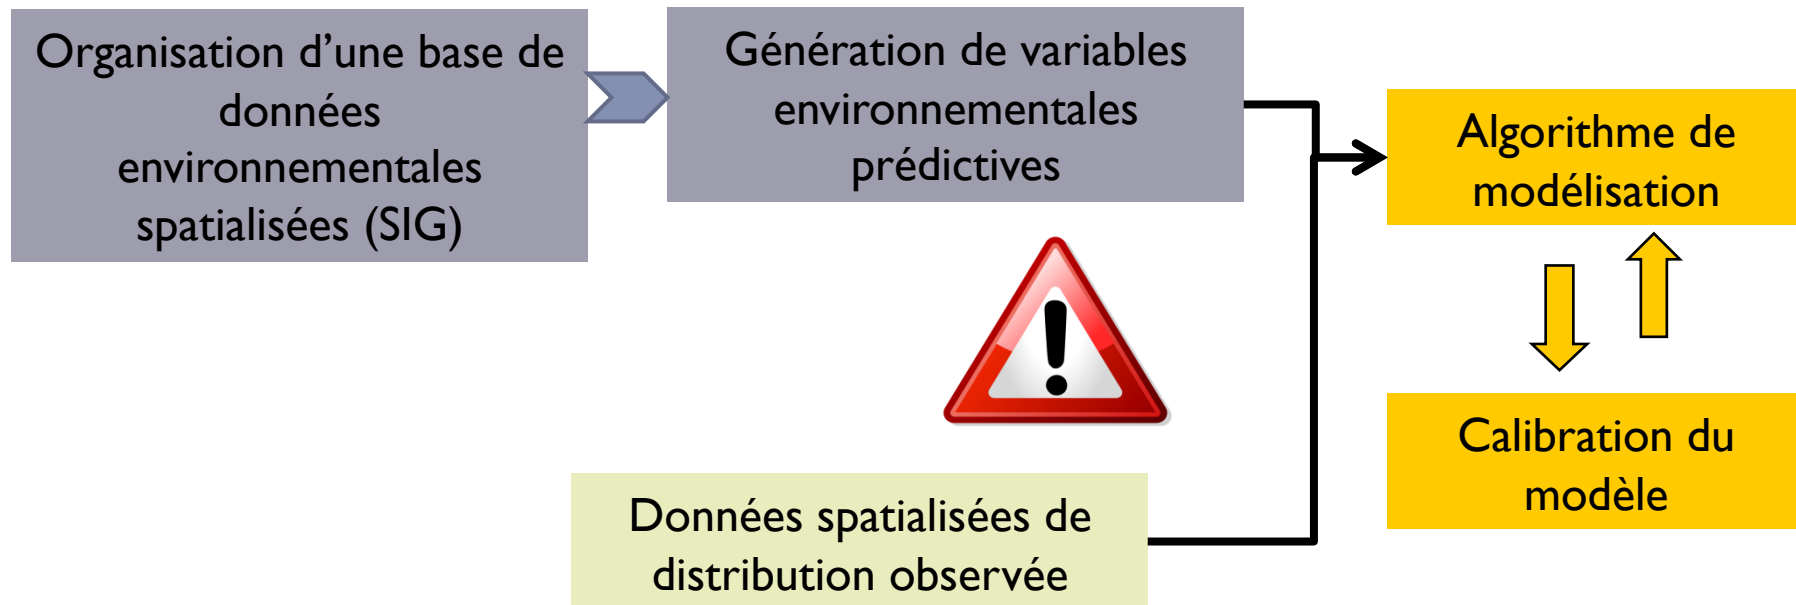 Organisation d’une base de
données
environnementales
spatialisées (SIG)
Génération de variables
environnementales
prédictives
Algorithme de
modélisation
Calibration du
modèle
Données spatialisées de
distribution observée